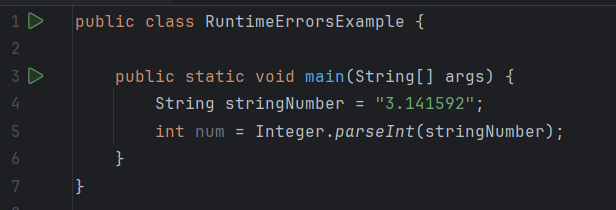 1 public class RuntimeErrorsExample {
2
3 public static void main(String[] args) {
4 String stringNumber = "3.141592";
5 int num = Integer.parseInt(stringNumber);
6 }
7 }